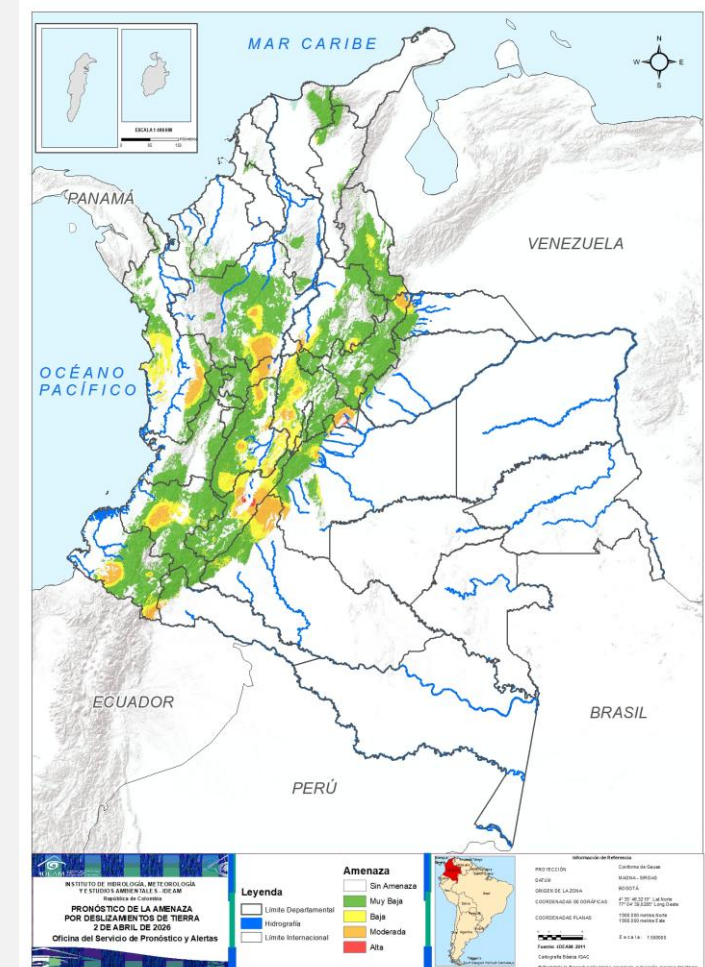 MAR CARIBE
N
W
E
S
PANAMÁ
VENEZUELA
OCÉANO
PACÍFICO
ECUADOR
BRASIL
PERÚ
IDEAM
INSTITUTO DE HIDROLOGÍA, METEOROLOGÍA
Y ESTUDIOS AMBIENTALES - IDEAM
República de Colombia
PRONÓSTICO DE LA AMENAZA
POR DESLIZAMIENTOS DE TIERRA
2 DE ABRIL DE 2026
Oficina del Servicio de Pronóstico y Alertas
Leyenda
Límite Departamental
Hidrografía
Límite Internacional
Amenaza
Sin Amenaza
Muy Baja
Baja
Moderada
Alta
Información de Referencia
PROYECCIÓN
Conforme de Gauss
DATUM
MAGNA - SIRGAS
ORIGEN DE LA ZONA
BOGOTÁ
COORDENADAS GEOGRÁFICAS
COORDENADAS PLANAS
1'000.000 metros Norte
1'000.000 metros Este
Fuente: IDEAM 2011
Cartografía Básica IGAC